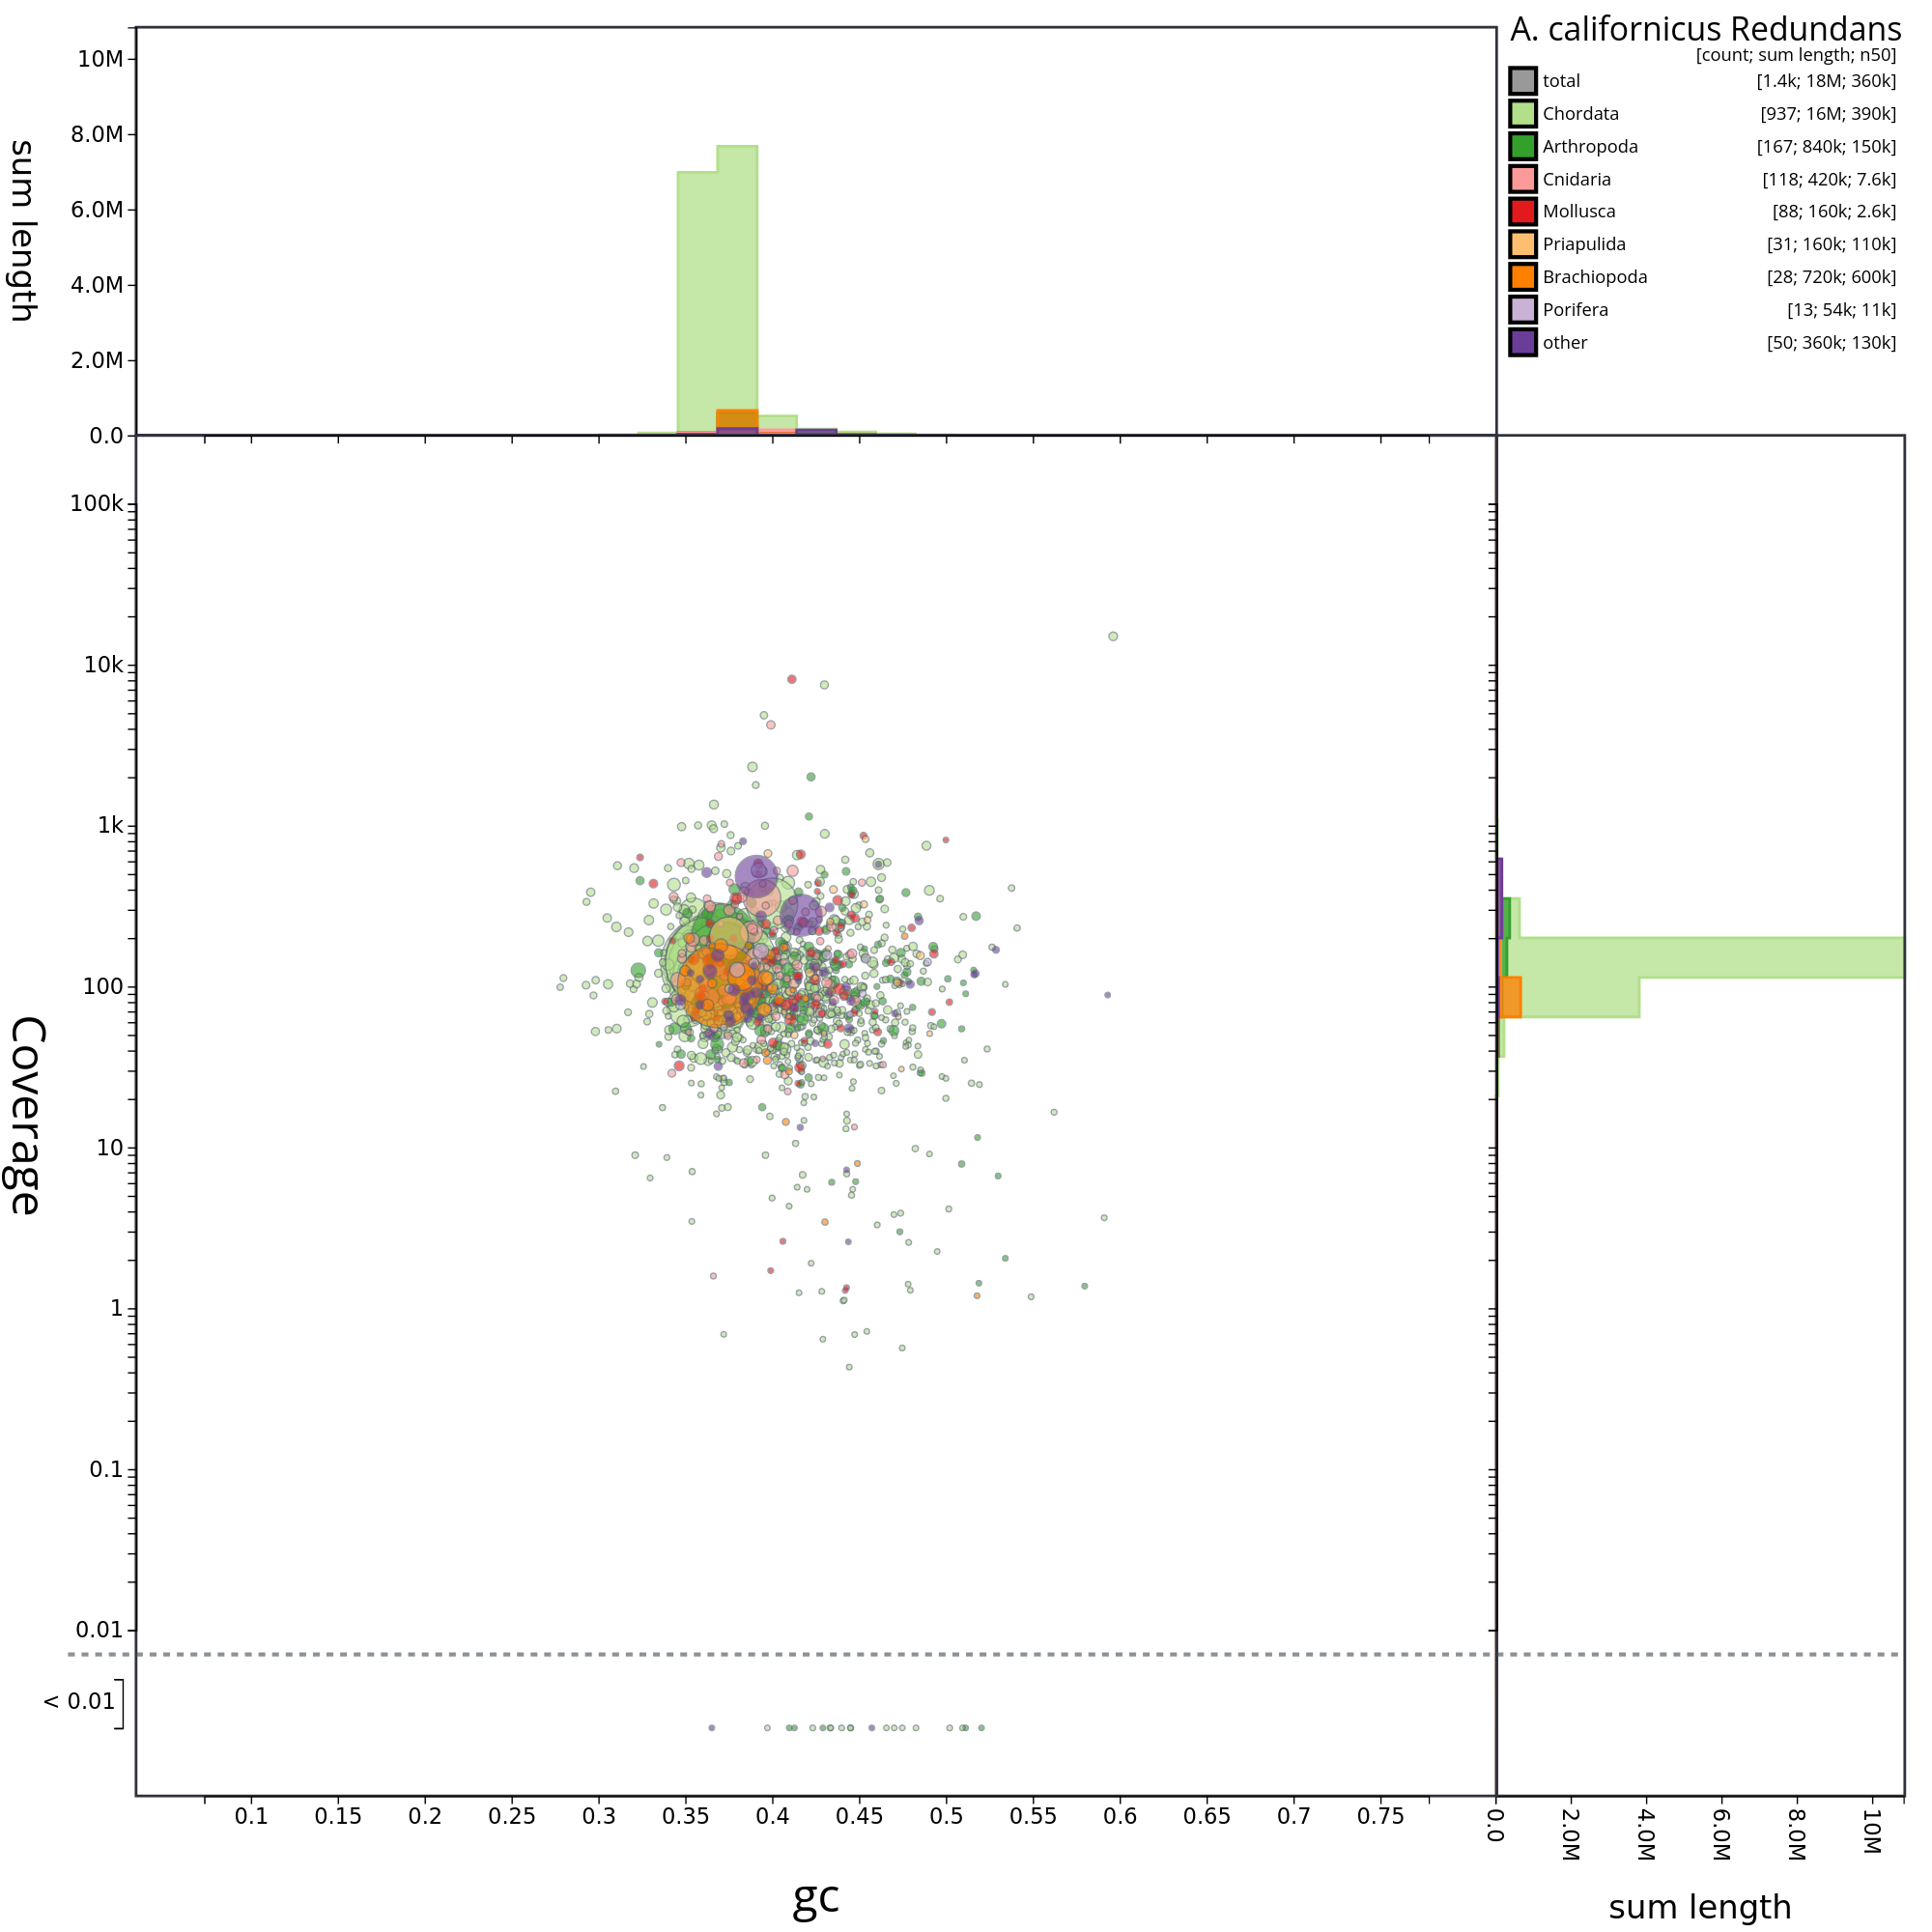 A. californicus Redundans
[count; sum length; n50]
total [1.4k; 18M; 360k]
Chordata [937; 16M; 390k]
Arthropoda [167; 840k; 150k]
Cnidaria [118; 420k; 7.6k]
Mollusca [88; 160k; 2.6k]
Priapulida [31; 160k; 110k]
Brachiopoda [28; 720k; 600k]
Porifera [13; 54k; 11k]
other [50; 360k; 130k]
sum length
10M
8.0M
6.0M
4.0M
2.0M
0.0
Coverage
100k
10k
1k
100
10
1
0.1
0.01
< 0.01
0.1 0.15 0.2 0.25 0.3 0.35 0.4 0.45 0.5 0.55 0.6 0.65 0.7 0.75
gc
0.0 2.0M 4.0M 6.0M 8.0M 10M
sum length